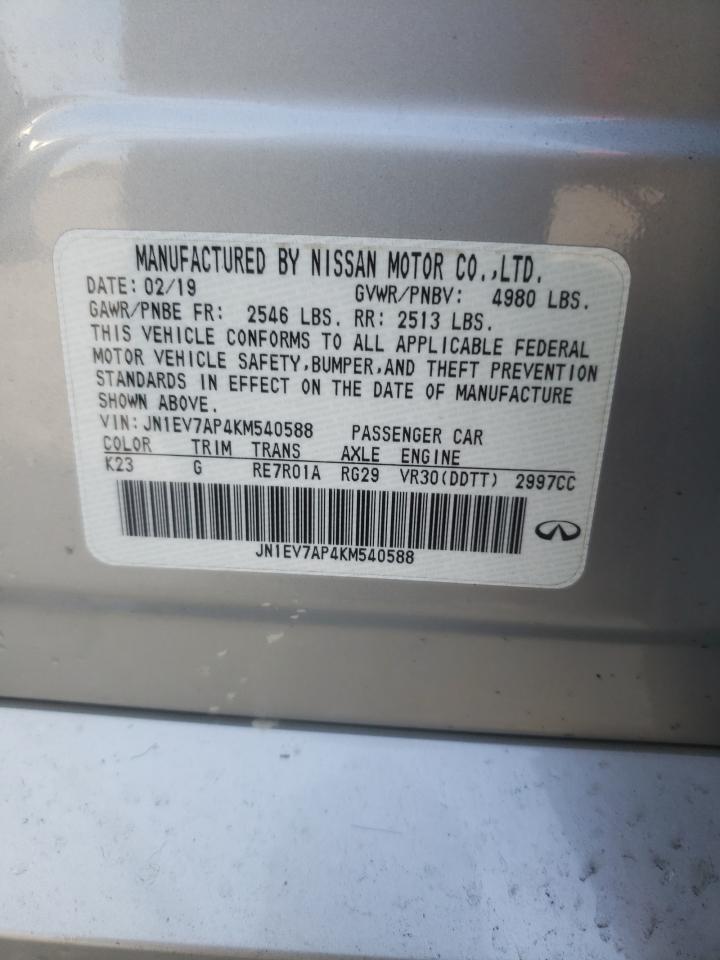 MANUFACTURED BY NISSAN MOTOR CO.,LTD.
DATE: 02/19 GVWR/PNBV: 4980 LBS.
GAWR/PNBE FR: 2546 LBS. RR: 2513 LBS.
THIS VEHICLE CONFORMS TO ALL APPLICABLE FEDERAL
MOTOR VEHICLE SAFETY,BUMPER,AND THEFT PREVENTION
STANDARDS IN EFFECT ON THE DATE OF MANUFACTURE
SHOWN ABOVE.
VIN: JN1EV7AP4KM540588 PASSENGER CAR
COLOR TRIM TRANS AXLE ENGINE
K23 G RE7R01A RG29 VR30(DDTT) 2997CC
JN1EV7AP4KM540588